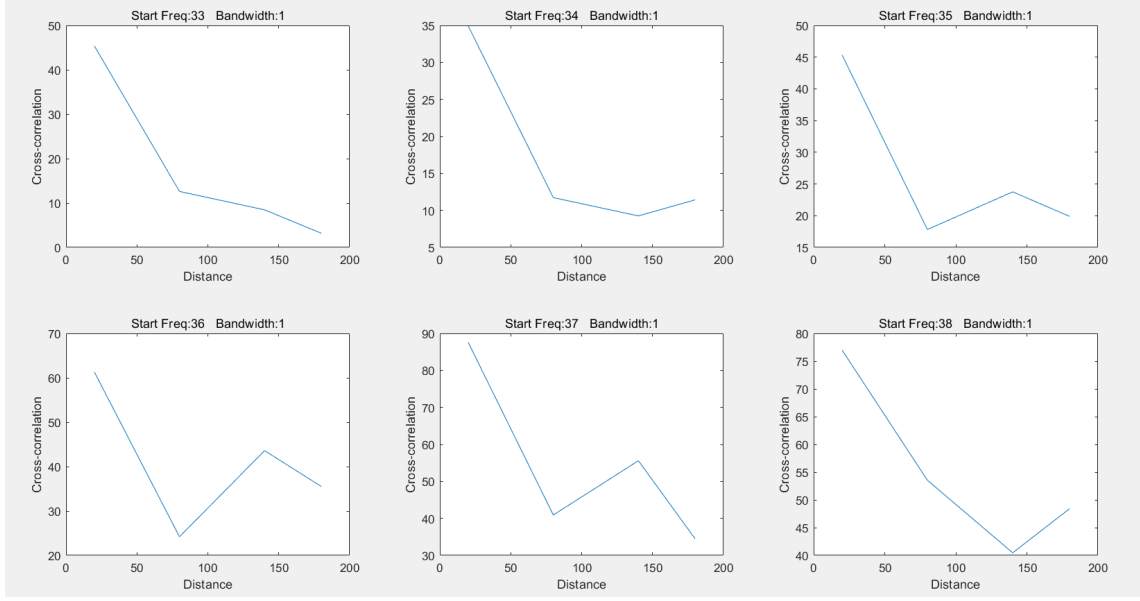 Start Freq:33   Bandwidth:1
50
40
30
20
10
0
Cross-correlation
0 50 100 150 200
Distance
Start Freq:34   Bandwidth:1
35
30
25
20
15
10
5
Cross-correlation
0 50 100 150 200
Distance
Start Freq:35   Bandwidth:1
50
45
40
35
30
25
20
15
Cross-correlation
0 50 100 150 200
Distance
Start Freq:36   Bandwidth:1
70
60
50
40
30
20
Cross-correlation
0 50 100 150 200
Distance
Start Freq:37   Bandwidth:1
90
80
70
60
50
40
30
Cross-correlation
0 50 100 150 200
Distance
Start Freq:38   Bandwidth:1
80
75
70
65
60
55
50
45
40
Cross-correlation
0 50 100 150 200
Distance